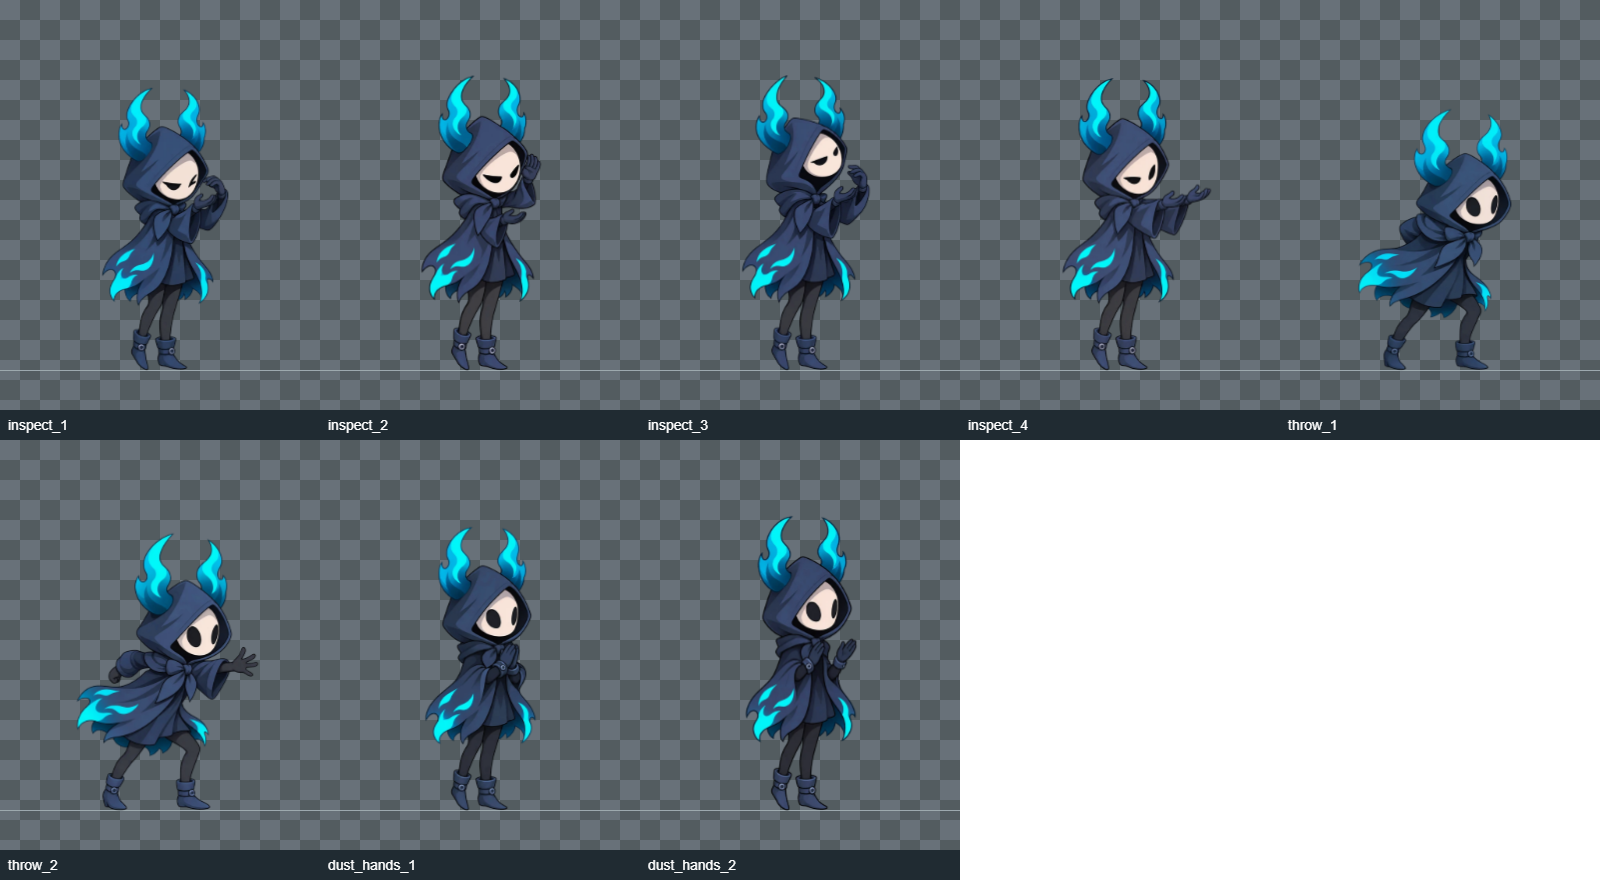 inspect_1
inspect_2
inspect_3
inspect_4
throw_1
throw_2
dust_hands_1
dust_hands_2